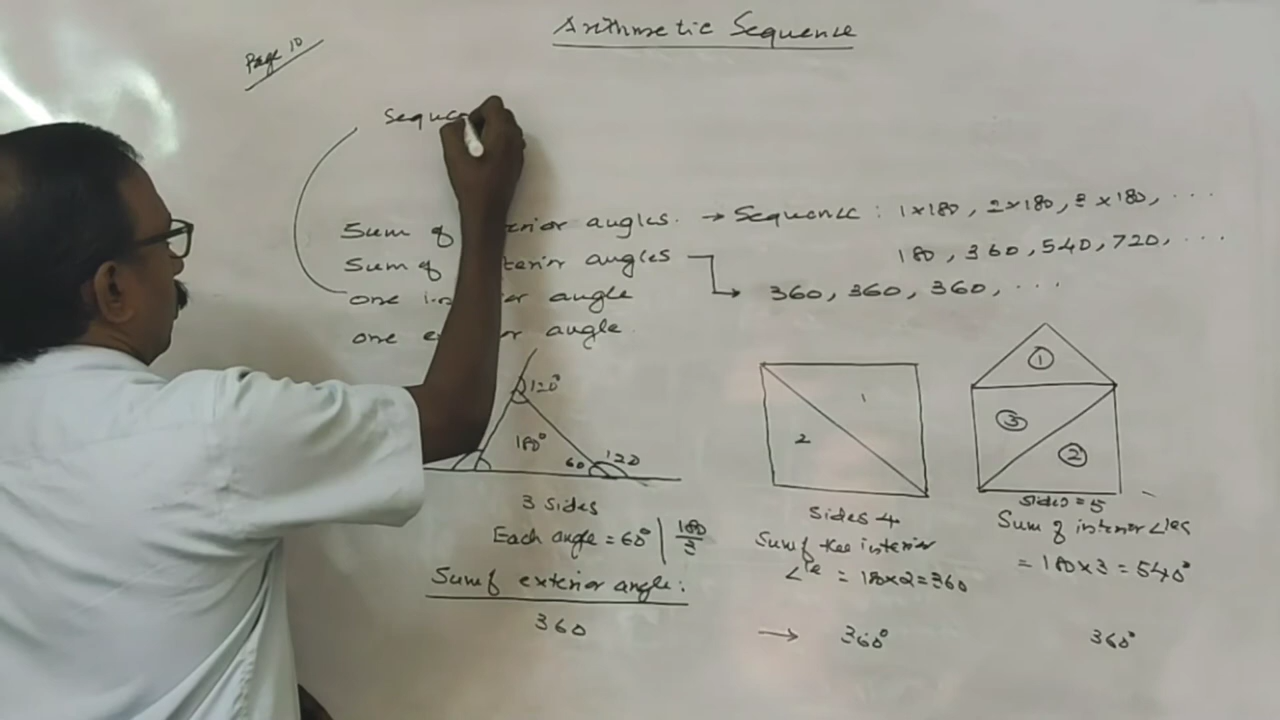 Arithmetic Sequence
Page 10
Sum of angles. → Sequence : 1×180, 2×180, 3×180, ...
180, 360, 540, 720, ...
Sum of angles
→ 360, 360, 360, ...
one angle
one angle.
120°
180°
60 120
3 Sides
Each angle = 60° | 180/3
Sum of exterior angle:
360
1
2
Sides 4
Sum of the interior
∠les = 180×2=360
→ 360°
①
③
②
Sides = 5
Sum of interior ∠les
= 180×3 = 540°
360°